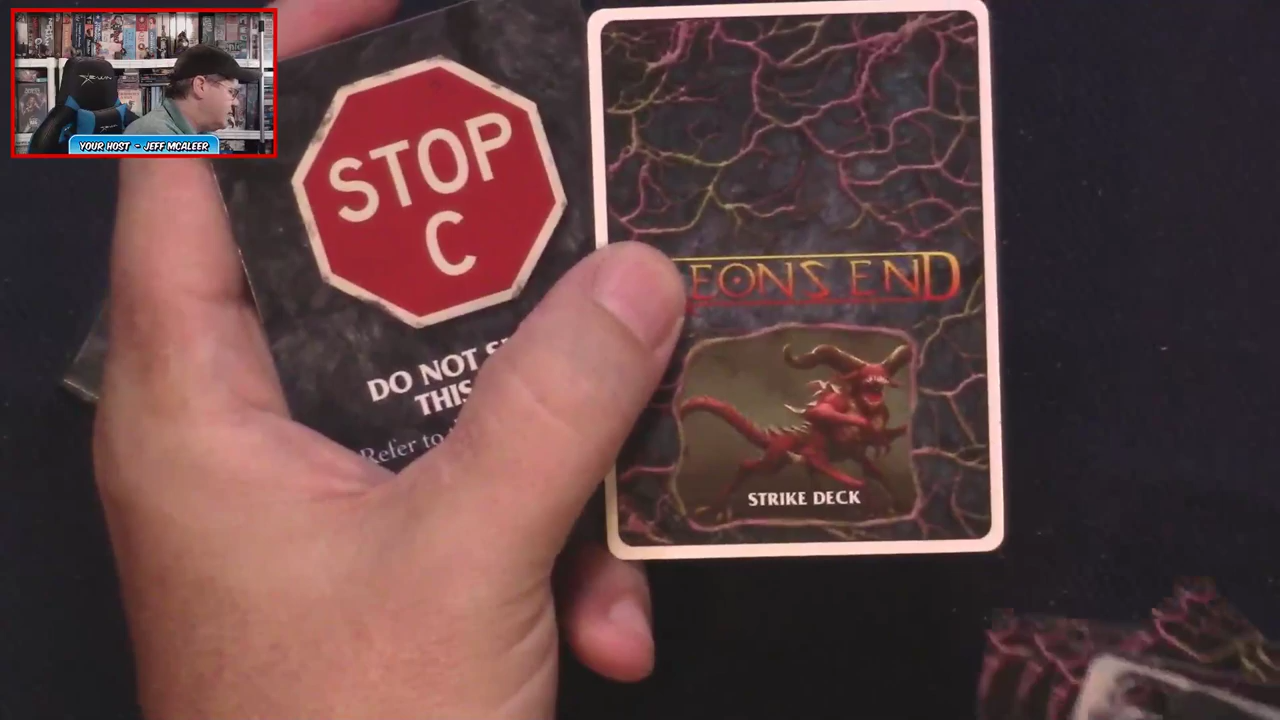 YOUR HOST - JEFF MCALEER
STOP
C
DO NOT
THIS
Refer to
EONS END
STRIKE DECK